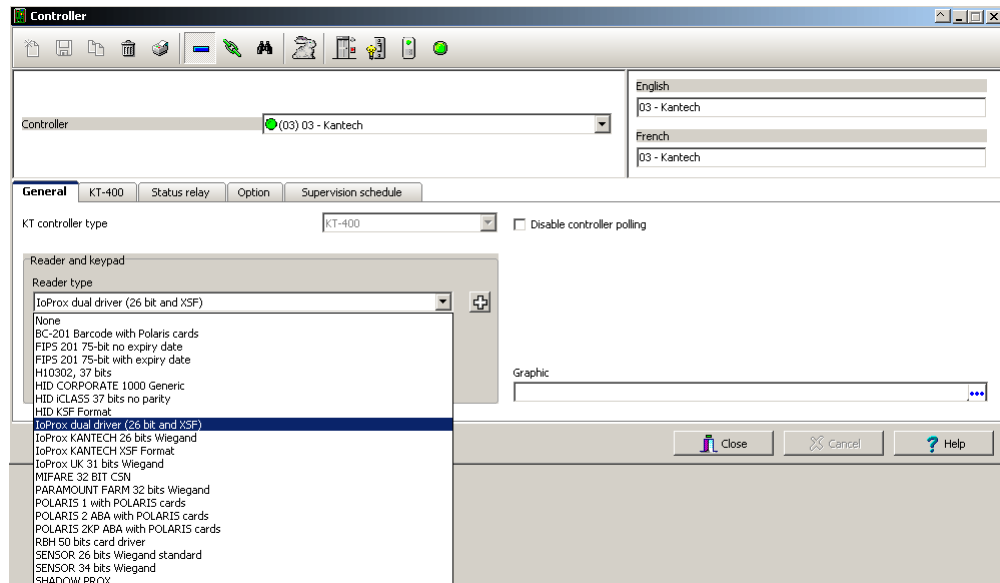 Controller
English
03 - Kantech
Controller
(03) 03 - Kantech
French
03 - Kantech
General KT-400 Status relay Option Supervision schedule
KT controller type
KT-400
Disable controller polling
Reader and keypad
Reader type
IoProx dual driver (26 bit and XSF)
None
BC-201 Barcode with Polaris cards
FIPS 201 75-bit no expiry date
FIPS 201 75-bit with expiry date
H10302, 37 bits
HID CORPORATE 1000 Generic
HID iCLASS 37 bits no parity
HID KSF Format
IoProx dual driver (26 bit and XSF)
IoProx KANTECH 26 bits Wiegand
IoProx KANTECH XSF Format
IoProx UK 31 bits Wiegand
MIFARE 32 BIT CSN
PARAMOUNT FARM 32 bits Wiegand
POLARIS 1 with POLARIS cards
POLARIS 2 ABA with POLARIS cards
POLARIS 2KP ABA with POLARIS cards
RBH 50 bits card driver
SENSOR 26 bits Wiegand standard
SENSOR 34 bits Wiegand
SHADOW PROX
Graphic
Close Cancel Help